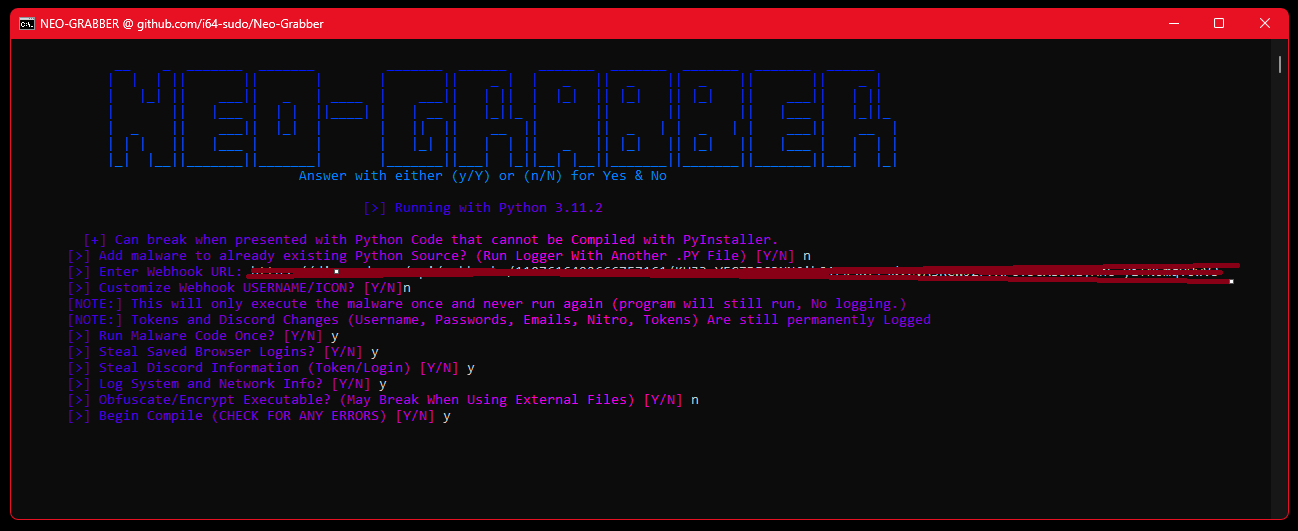 NEO-GRABBER @ github.com/i64-sudo/Neo-Grabber
NEO-GRABBER
Answer with either (y/Y) or (n/N) for Yes & No
[>] Running with Python 3.11.2
[+] Can break when presented with Python Code that cannot be Compiled with PyInstaller.
[>] Add malware to already existing Python Source? (Run Logger With Another .PY File) [Y/N] n
[>] Enter Webhook URL:
[>] Customize Webhook USERNAME/ICON? [Y/N]n
[NOTE:] This will only execute the malware once and never run again (program will still run, No logging.)
[NOTE:] Tokens and Discord Changes (Username, Passwords, Emails, Nitro, Tokens) Are still permanently Logged
[>] Run Malware Code Once? [Y/N] y
[>] Steal Saved Browser Logins? [Y/N] y
[>] Steal Discord Information (Token/Login) [Y/N] y
[>] Log System and Network Info? [Y/N] y
[>] Obfuscate/Encrypt Executable? (May Break When Using External Files) [Y/N] n
[>] Begin Compile (CHECK FOR ANY ERRORS) [Y/N] y